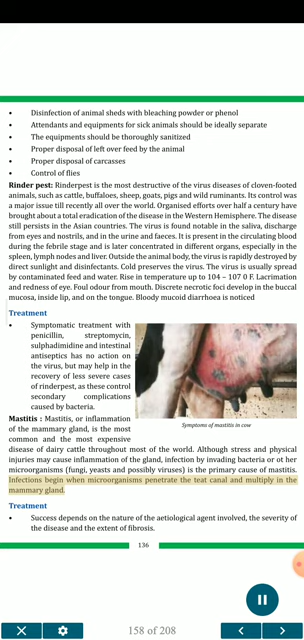 • Disinfection of animal sheds with bleaching powder or phenol
• Attendants and equipments for sick animals should be ideally separate
• The equipments should be thoroughly sanitized
• Proper disposal of left over feed by the animal
• Proper disposal of carcasses
• Control of flies
Rinder pest: Rinderpest is the most destructive of the virus diseases of cloven-footed
animals, such as cattle, buffaloes, sheep, goats, pigs and wild ruminants. Its control was
a major issue till recently all over the world. Organised efforts over half a century have
brought about a total eradication of the disease in the Western Hemisphere. The disease
still persists in the Asian countries. The virus is found notable in the saliva, discharge
from eyes and nostrils, and in the urine and faeces. It is present in the circulating blood
during the febrile stage and is later concentrated in different organs, especially in the
spleen, lymph nodes and liver. Outside the animal body, the virus is rapidly destroyed by
direct sunlight and disinfectants. Cold preserves the virus. The virus is usually spread
by contaminated feed and water. Rise in temperature up to 104 – 107 0 F. Lacrimation
and redness of eye. Foul odour from mouth. Discrete necrotic foci develop in the buccal
mucosa, inside lip, and on the tongue. Bloody mucoid diarrhoea is noticed
Treatment
• Symptomatic treatment with
penicillin, streptomycin,
sulphadimidine and intestinal
antiseptics has no action on
the virus, but may help in the
recovery of less severe cases
of rinderpest, as these control
secondary complications
caused by bacteria.
Symptoms of mastitis in cow
Mastitis: Mastitis, or inflammation
of the mammary gland, is the most
common and the most expensive
disease of dairy cattle throughout most of the world. Although stress and physical
injuries may cause inflammation of the gland, infection by invading bacteria or ot her
microorganisms (fungi, yeasts and possibly viruses) is the primary cause of mastitis.
Infections begin when microorganisms penetrate the teat canal and multiply in the
mammary gland.
Treatment
• Success depends on the nature of the aetiological agent involved, the severity of
the disease and the extent of fibrosis.
136
158 of 208